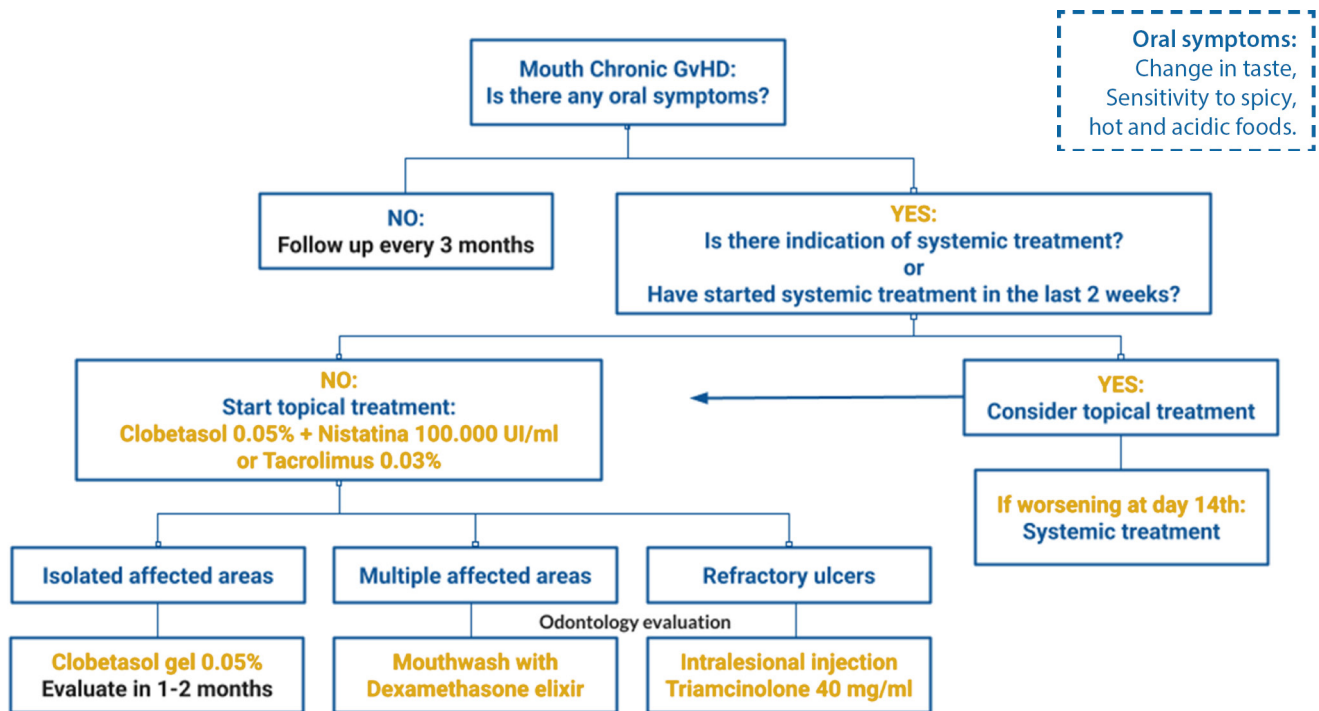 Oral symptoms:
Change in taste,
Sensitivity to spicy,
hot and acidic foods.
Mouth Chronic GvHD:
Is there any oral symptoms?
NO:
Follow up every 3 months
YES:
Is there indication of systemic treatment?
or
Have started systemic treatment in the last 2 weeks?
NO:
Start topical treatment:
Clobetasol 0.05% + Nistatina 100.000 UI/ml
or Tacrolimus 0.03%
YES:
Consider topical treatment
If worsening at day 14th:
Systemic treatment
Isolated affected areas
Multiple affected areas
Refractory ulcers
Odontology evaluation
Clobetasol gel 0.05%
Evaluate in 1-2 months
Mouthwash with
Dexamethasone elixir
Intralesional injection
Triamcinolone 40 mg/ml